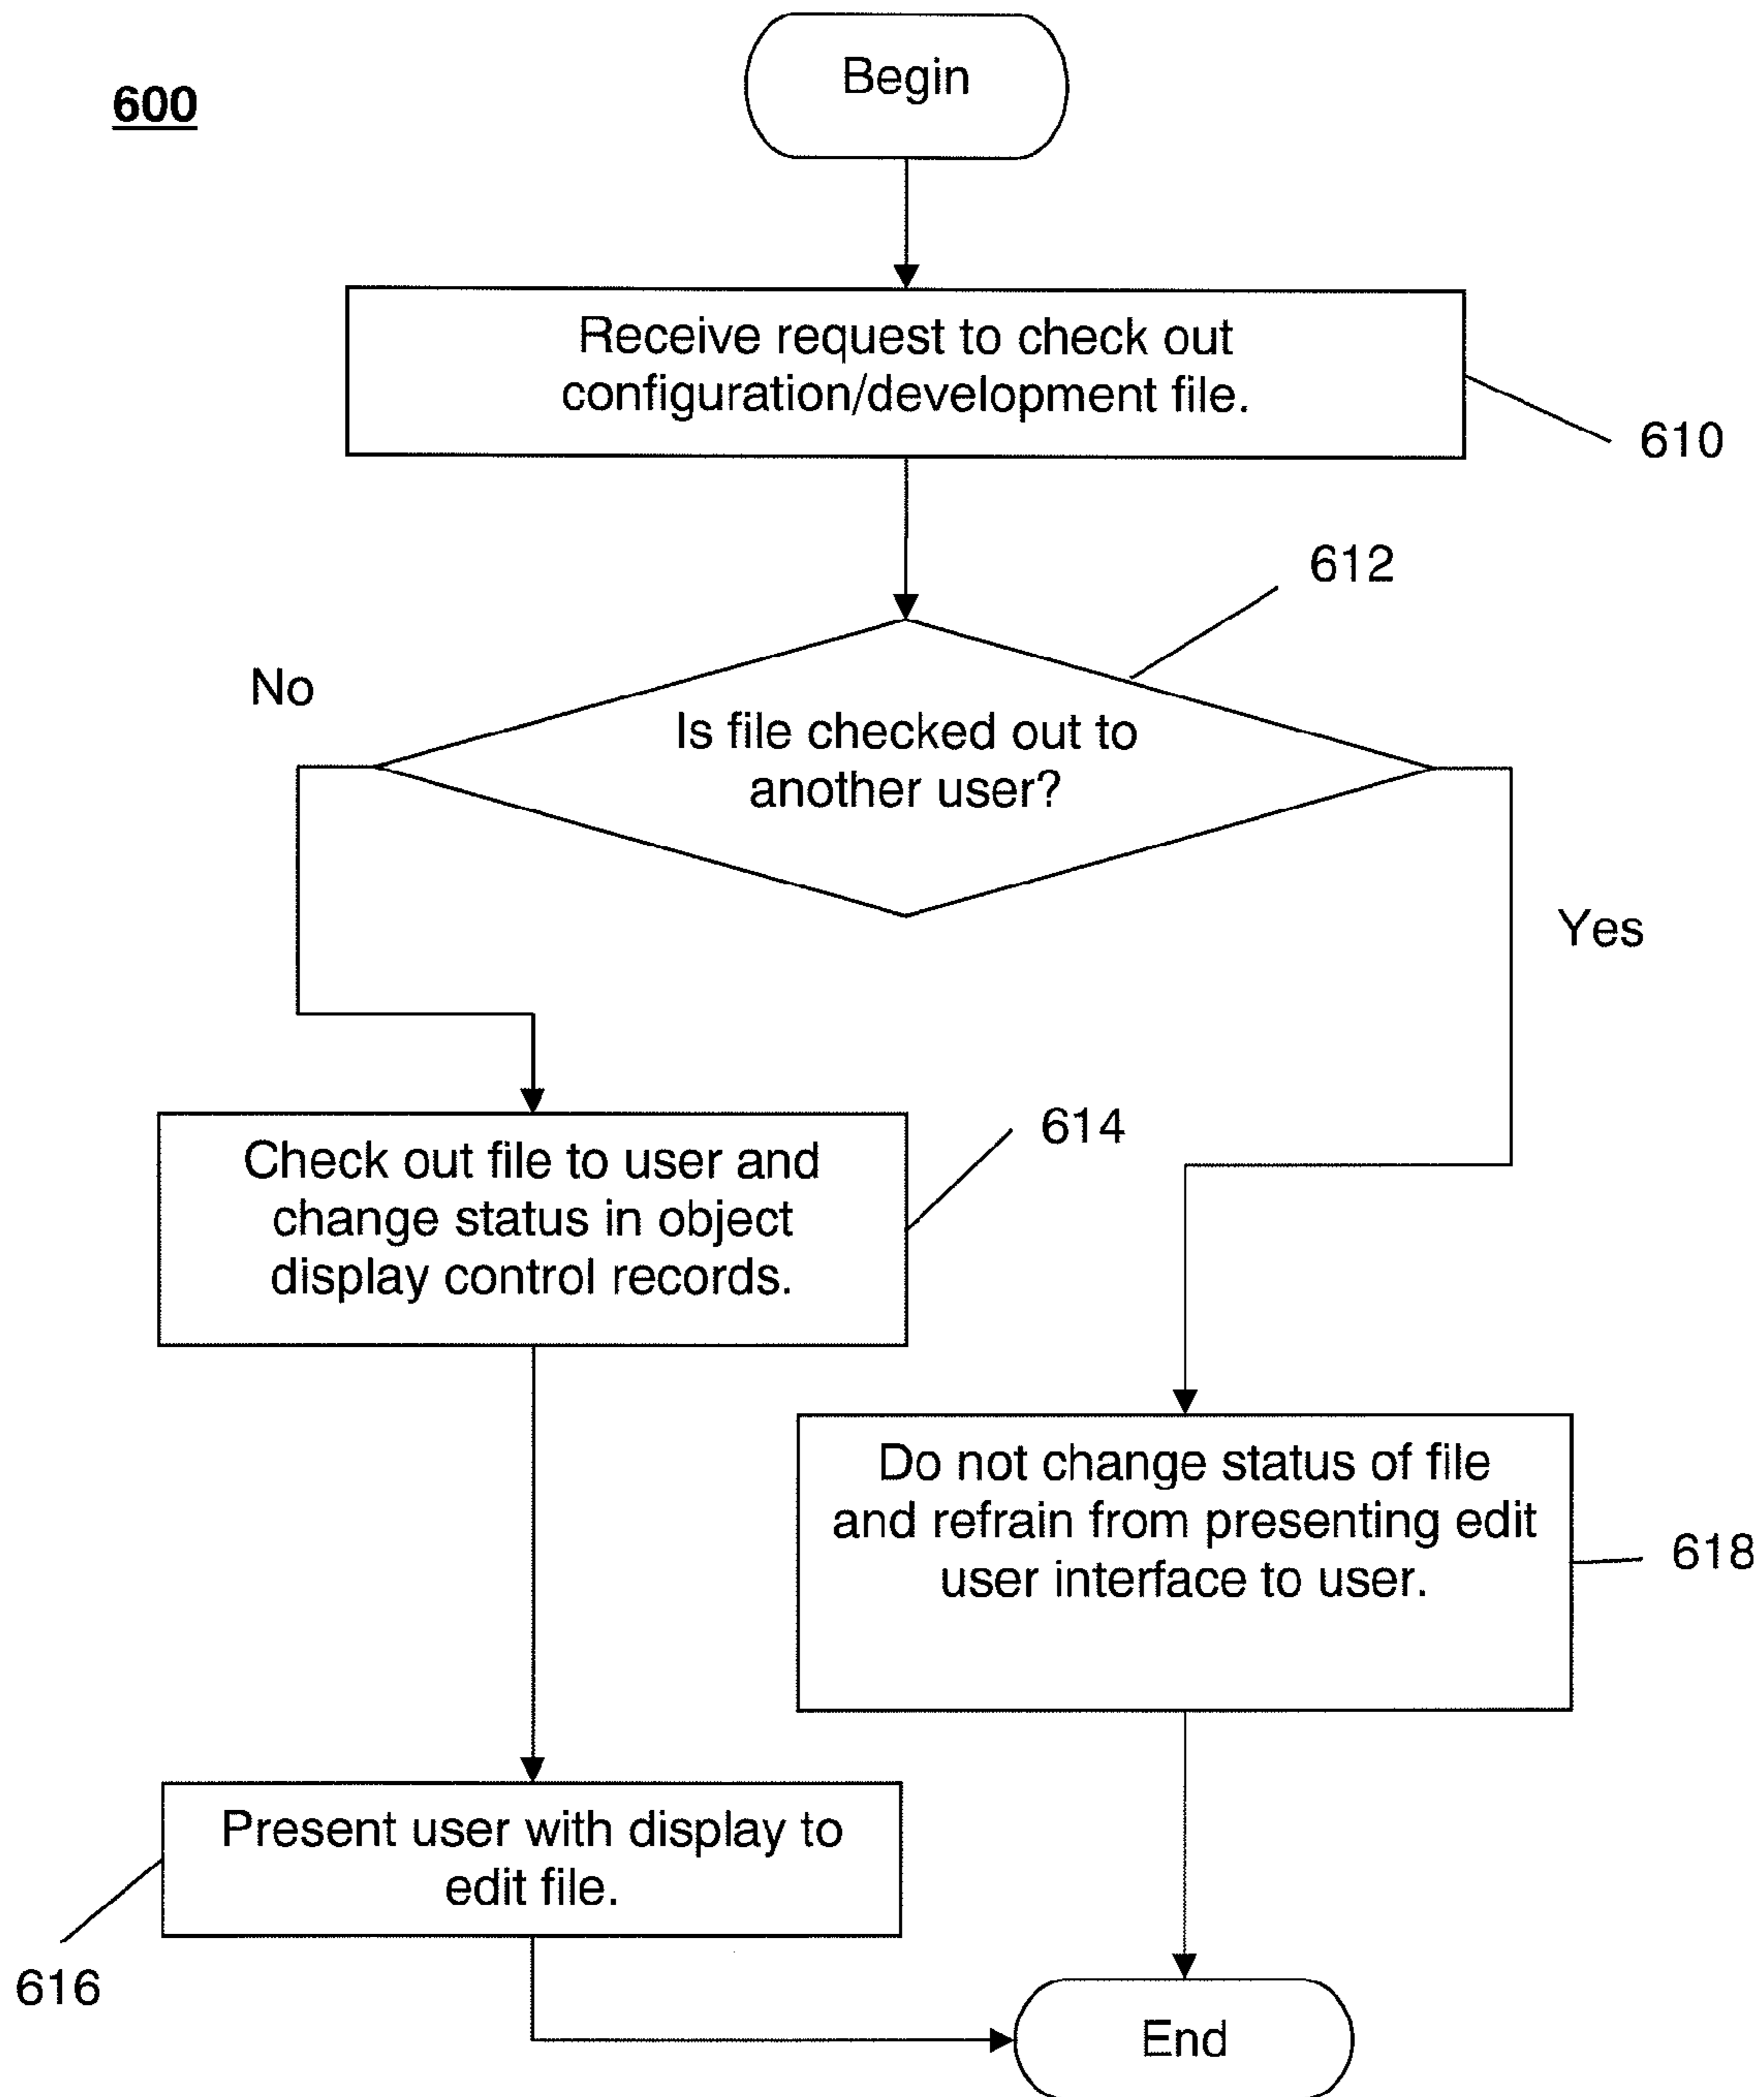 600
Begin
Receive request to check out
configuration/development file.
610
612
No
Is file checked out to
another user?
Yes
614
Check out file to user and
change status in object
display control records.
Do not change status of file
and refrain from presenting edit
user interface to user.
618
Present user with display to
edit file.
616
End